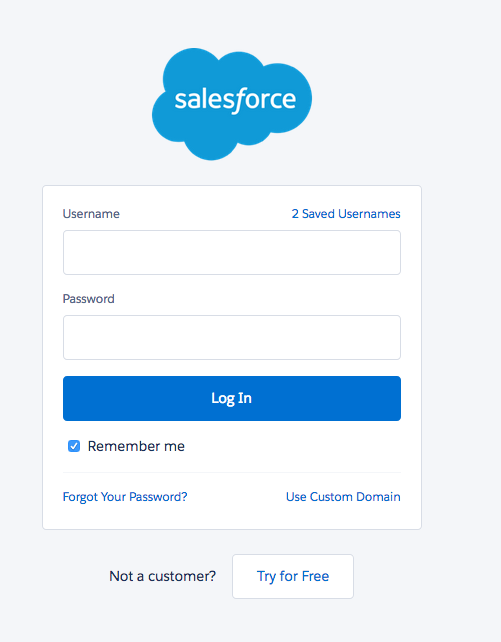 salesforce
Username 2 Saved Usernames
Password
Log In
Remember me
Forgot Your Password? Use Custom Domain
Not a customer? Try for Free